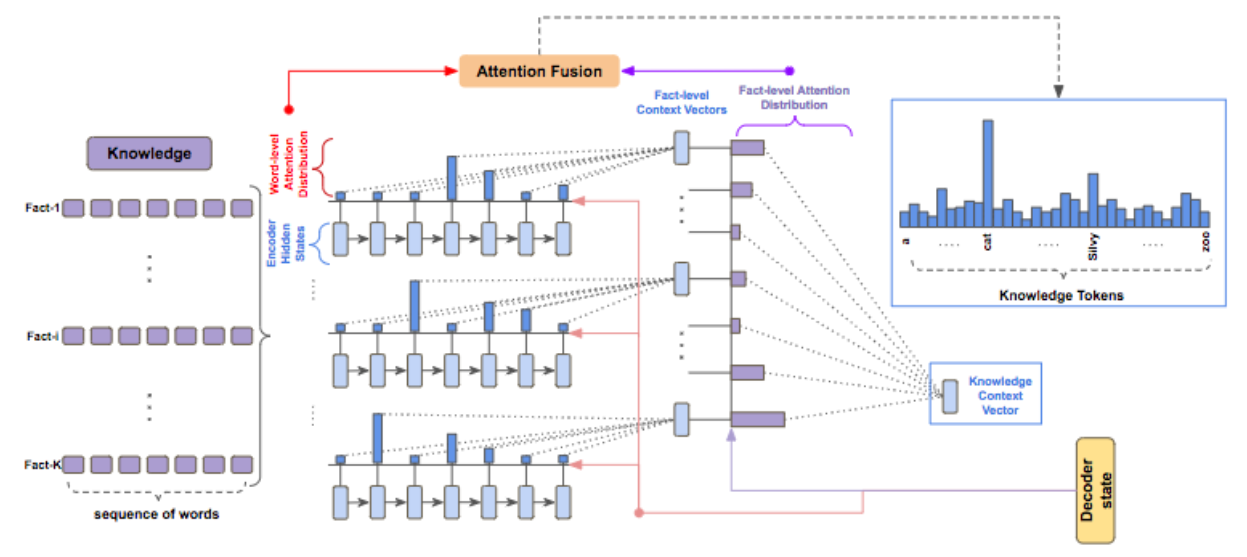 Attention Fusion
Knowledge
Word-level
Attention
Distribution
Fact-level
Context Vectors
Fact-level Attention
Distribution
Fact-1
Encoder
Hidden
States
Fact-i
Fact-K
sequence of words
a
....
cat
....
Silvy
....
zoo
Knowledge Tokens
Knowledge
Context
Vector
Decoder
state